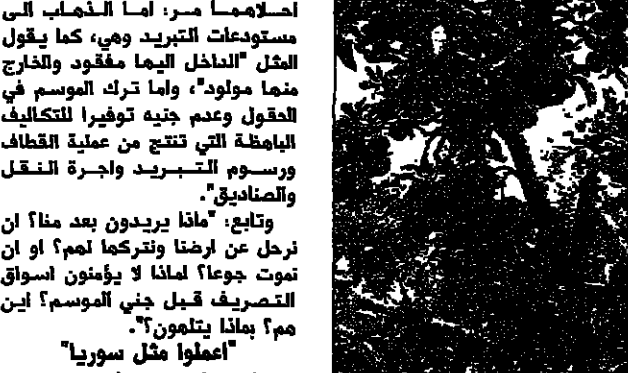 احلاهما مر: اما الذهاب الى
مستودعات التبريد وهي، كما يقول
المثل "الداخل اليها مفقود والخارج
منها مولود"، واما ترك الموسم في
الحقول وعدم جنيه توفيرا للتكاليف
الباهظة التي تنتج من عملية القطاف
ورسوم التبريد واجرة النقل
والصناديق".
وتابع: "ماذا يريدون بعد منا؟ ان
نرحل عن ارضنا ونتركها لهم؟ او ان
نموت جوعا؟ لماذا لا يؤمنون اسواق
التصريف قبل جني الموسم؟ اين
هم؟ بماذا يتلهون؟".
"اعملوا مثل سوريا"